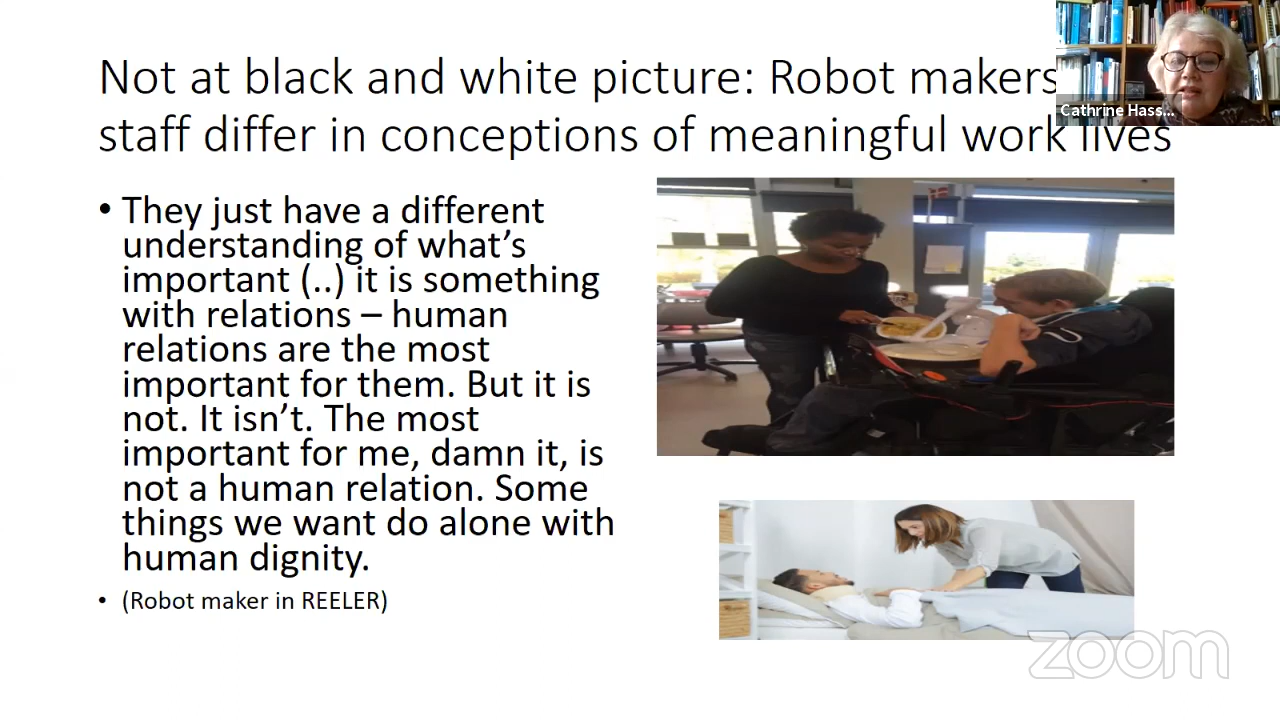 Not at black and white picture: Robot makers
staff differ in conceptions of meaningful work lives
Cathrine Hass...
• They just have a different
understanding of what's
important (..) it is something
with relations – human
relations are the most
important for them. But it is
not. It isn't. The most
important for me, damn it, is
not a human relation. Some
things we want do alone with
human dignity.
• (Robot maker in REELER)
zoom